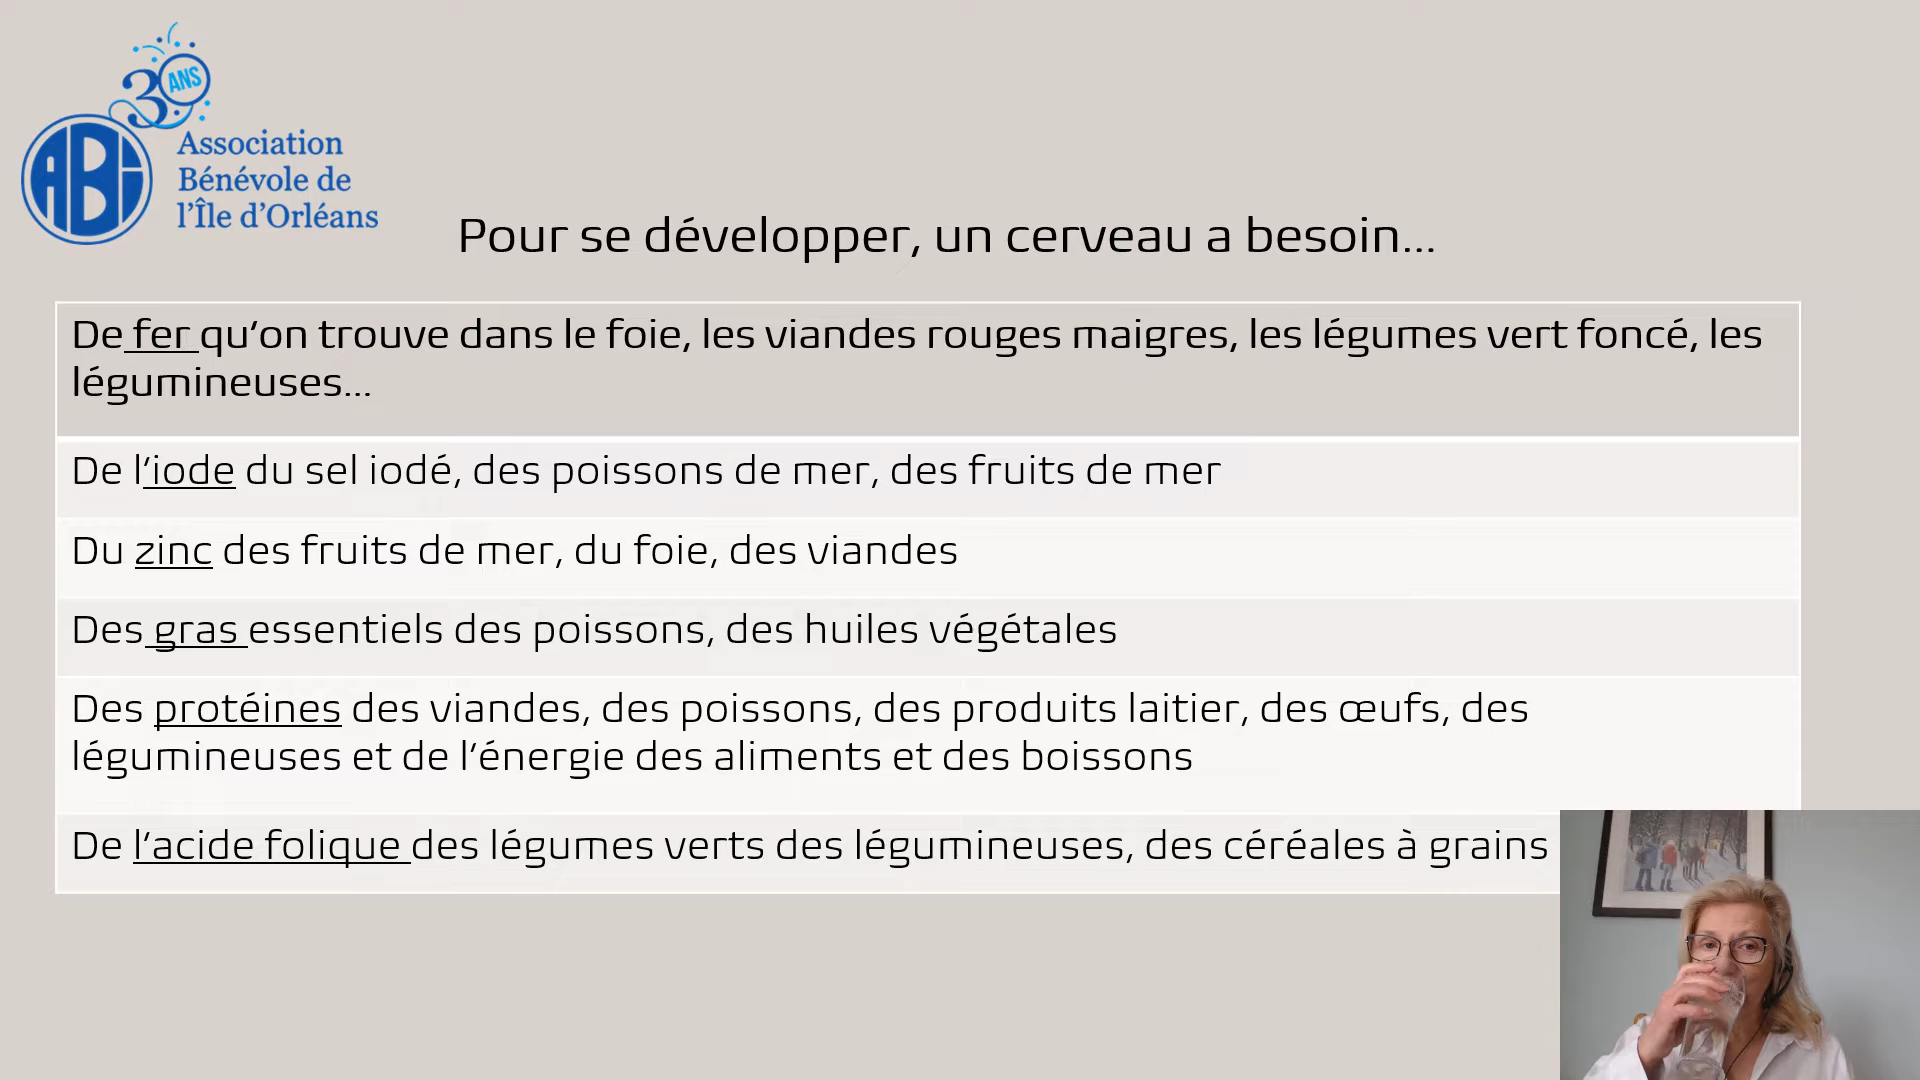 30 ANS
ABI
Association
Bénévole de
l'Île d'Orléans
Pour se développer, un cerveau a besoin...
De fer qu'on trouve dans le foie, les viandes rouges maigres, les légumes vert foncé, les
légumineuses...
De l'iode du sel iodé, des poissons de mer, des fruits de mer
Du zinc des fruits de mer, du foie, des viandes
Des gras essentiels des poissons, des huiles végétales
Des protéines des viandes, des poissons, des produits laitier, des œufs, des
légumineuses et de l'énergie des aliments et des boissons
De l'acide folique des légumes verts des légumineuses, des céréales à grains